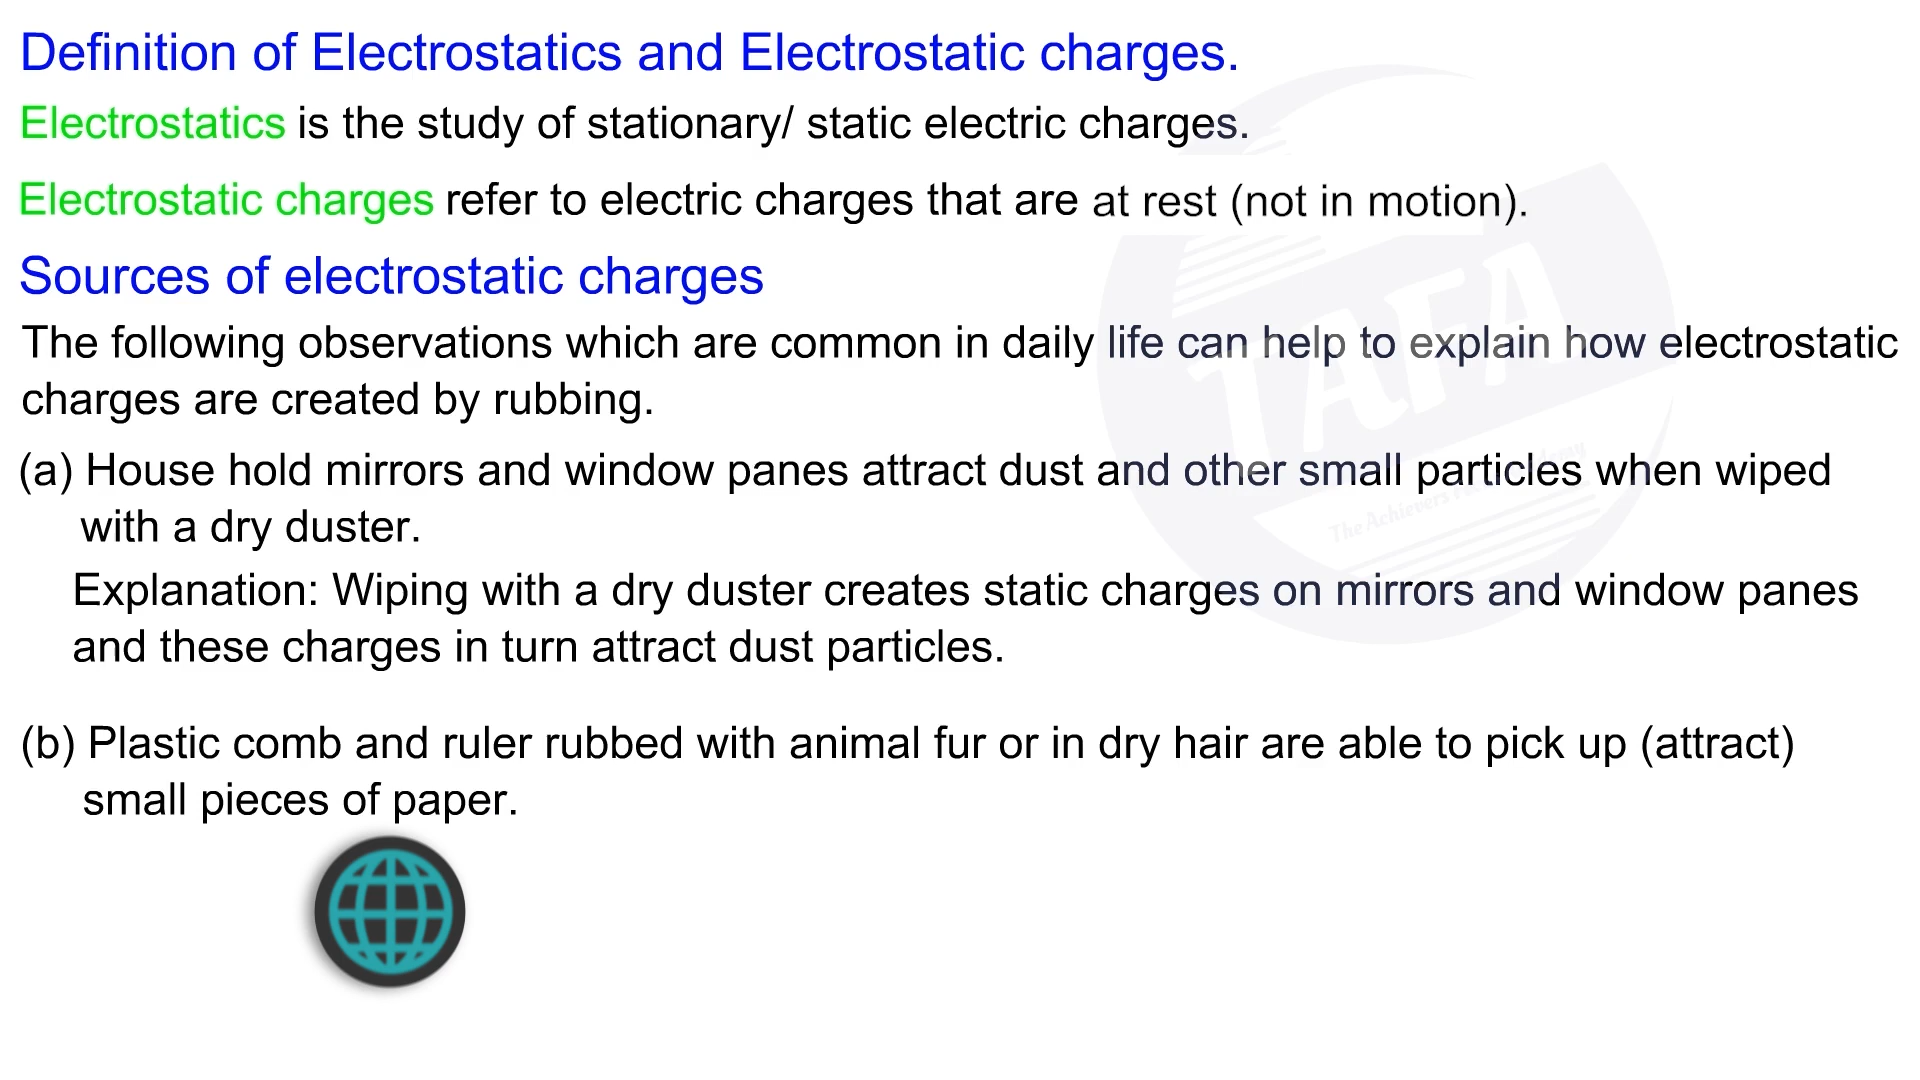 Definition of Electrostatics and Electrostatic charges.
Electrostatics is the study of stationary/ static electric charges.
Electrostatic charges refer to electric charges that are at rest (not in motion).
Sources of electrostatic charges
The following observations which are common in daily life can help to explain how electrostatic
charges are created by rubbing.
(a) House hold mirrors and window panes attract dust and other small particles when wiped
with a dry duster.
Explanation: Wiping with a dry duster creates static charges on mirrors and window panes
and these charges in turn attract dust particles.
(b) Plastic comb and ruler rubbed with animal fur or in dry hair are able to pick up (attract)
small pieces of paper.
TAFA
The Achievers